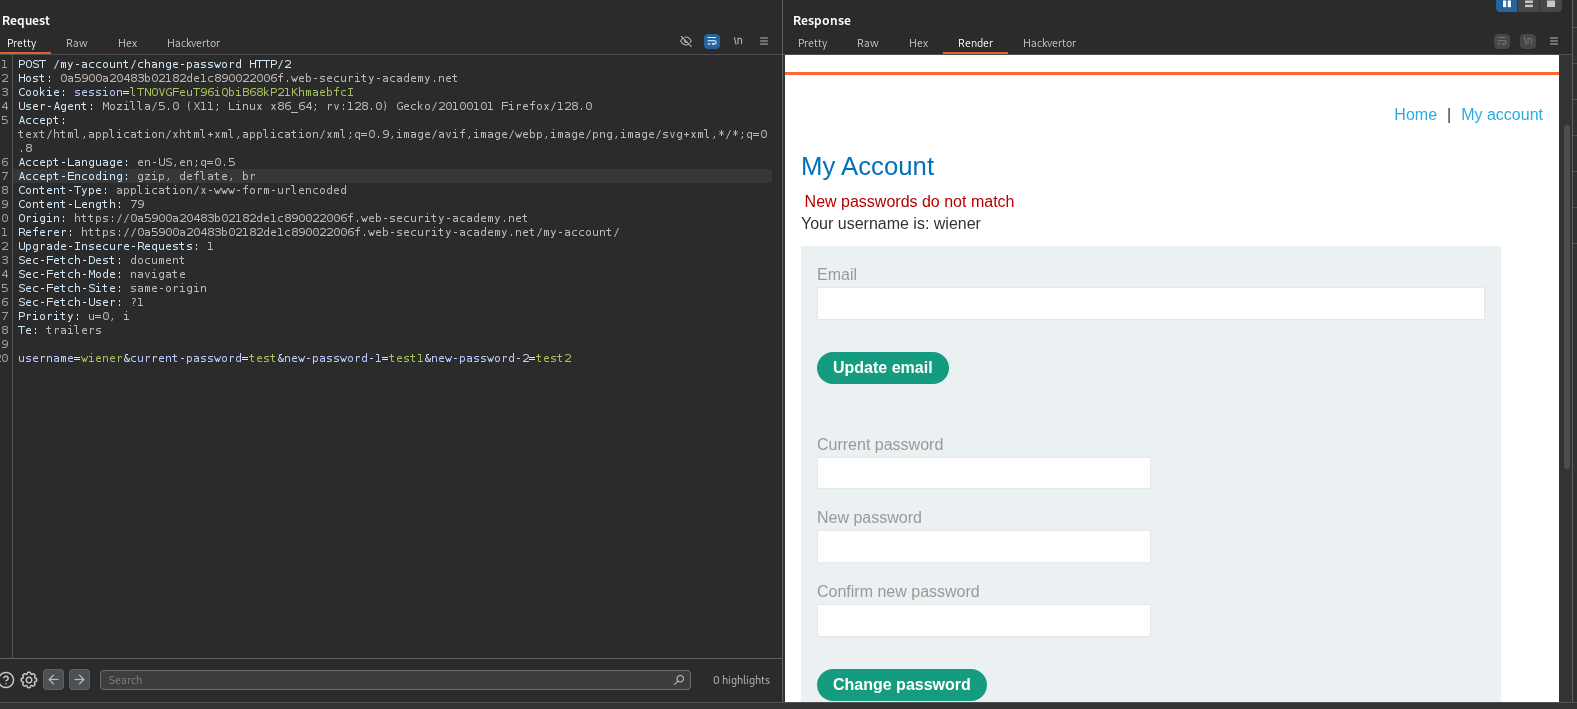 Request
Pretty Raw Hex Hackvertor \n
1 POST /my-account/change-password HTTP/2
2 Host: 0a5900a20483b02182de1c890022006f.web-security-academy.net
3 Cookie: session=lTNOVGFeuT96iQbiB68kP21KhmaebfcI
4 User-Agent: Mozilla/5.0 (X11; Linux x86_64; rv:128.0) Gecko/20100101 Firefox/128.0
5 Accept:
text/html,application/xhtml+xml,application/xml;q=0.9,image/avif,image/webp,image/png,image/svg+xml,*/*;q=0
.8
6 Accept-Language: en-US,en;q=0.5
7 Accept-Encoding: gzip, deflate, br
8 Content-Type: application/x-www-form-urlencoded
9 Content-Length: 79
0 Origin: https://0a5900a20483b02182de1c890022006f.web-security-academy.net
1 Referer: https://0a5900a20483b02182de1c890022006f.web-security-academy.net/my-account/
2 Upgrade-Insecure-Requests: 1
3 Sec-Fetch-Dest: document
4 Sec-Fetch-Mode: navigate
5 Sec-Fetch-Site: same-origin
6 Sec-Fetch-User: ?1
7 Priority: u=0, i
8 Te: trailers
9
20 username=wiener&current-password=test&new-password-1=test1&new-password-2=test2
Search
0 highlights
Response
Pretty Raw Hex Render Hackvertor \n
Home | My account
My Account
New passwords do not match
Your username is: wiener
Email
Update email
Current password
New password
Confirm new password
Change password